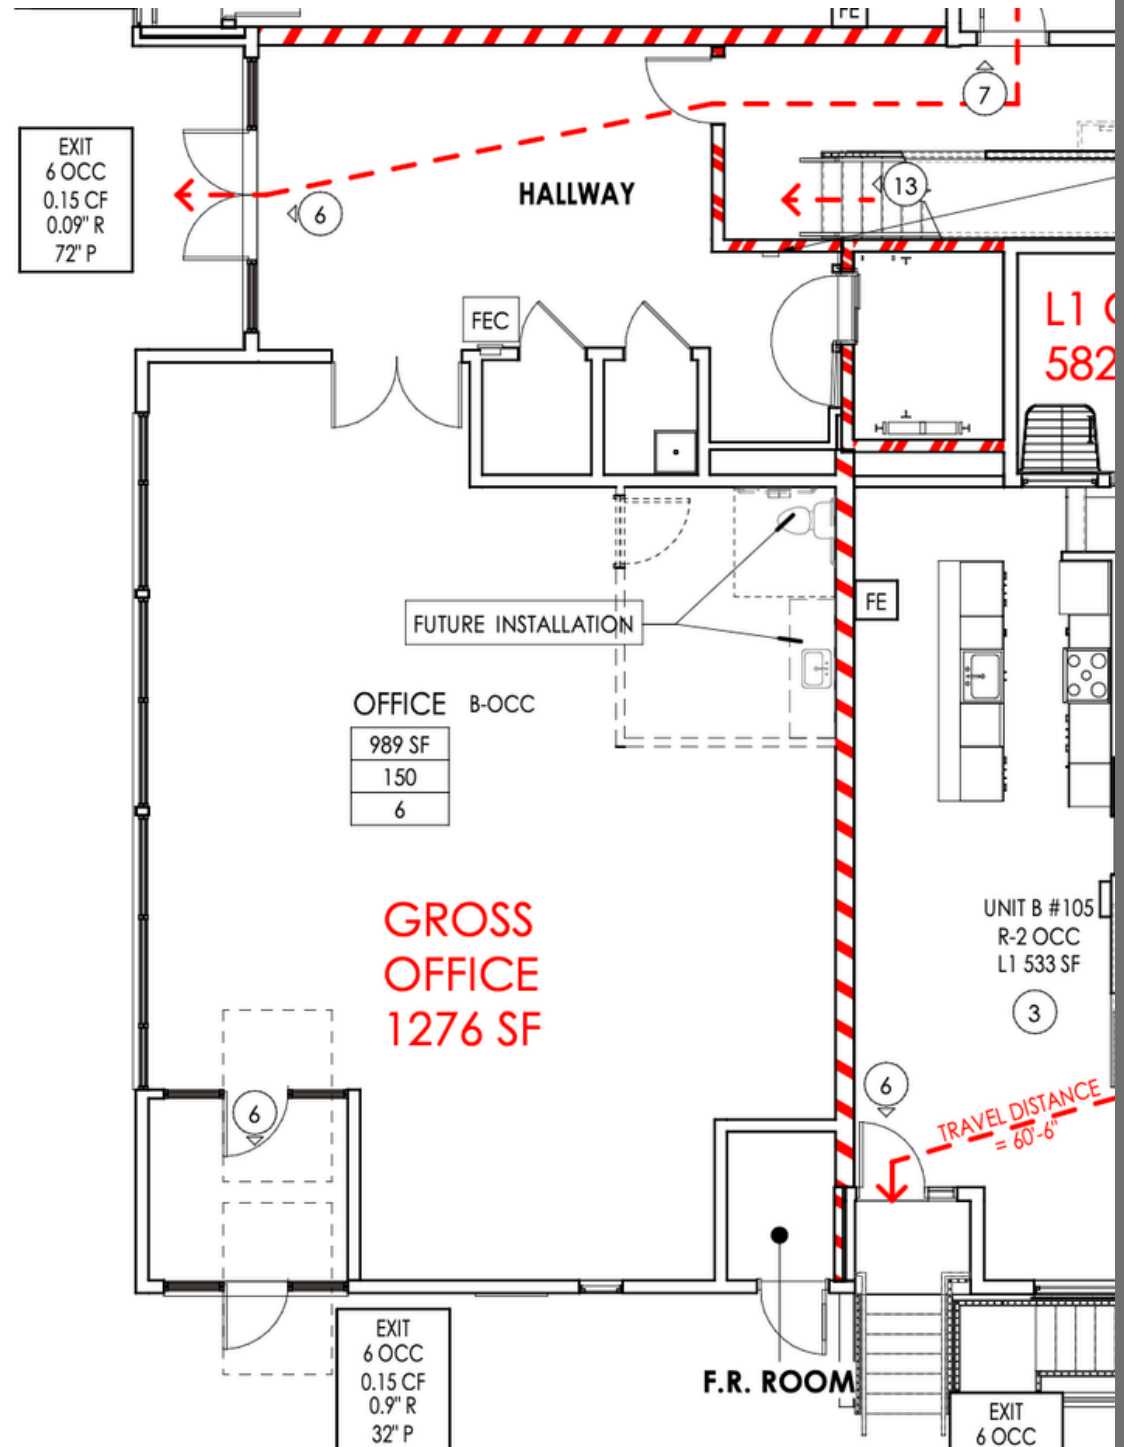 FE
7
EXIT
6 OCC
0.15 CF
0.09" R
72" P
6
HALLWAY
13
FEC
L1
582
FUTURE INSTALLATION
FE
OFFICE B-OCC
989 SF
150
6
GROSS
OFFICE
1276 SF
UNIT B #105
R-2 OCC
L1 533 SF
3
6
6
TRAVEL DISTANCE
= 60'-6"
EXIT
6 OCC
0.15 CF
0.9" R
32" P
F.R. ROOM
EXIT
6 OCC